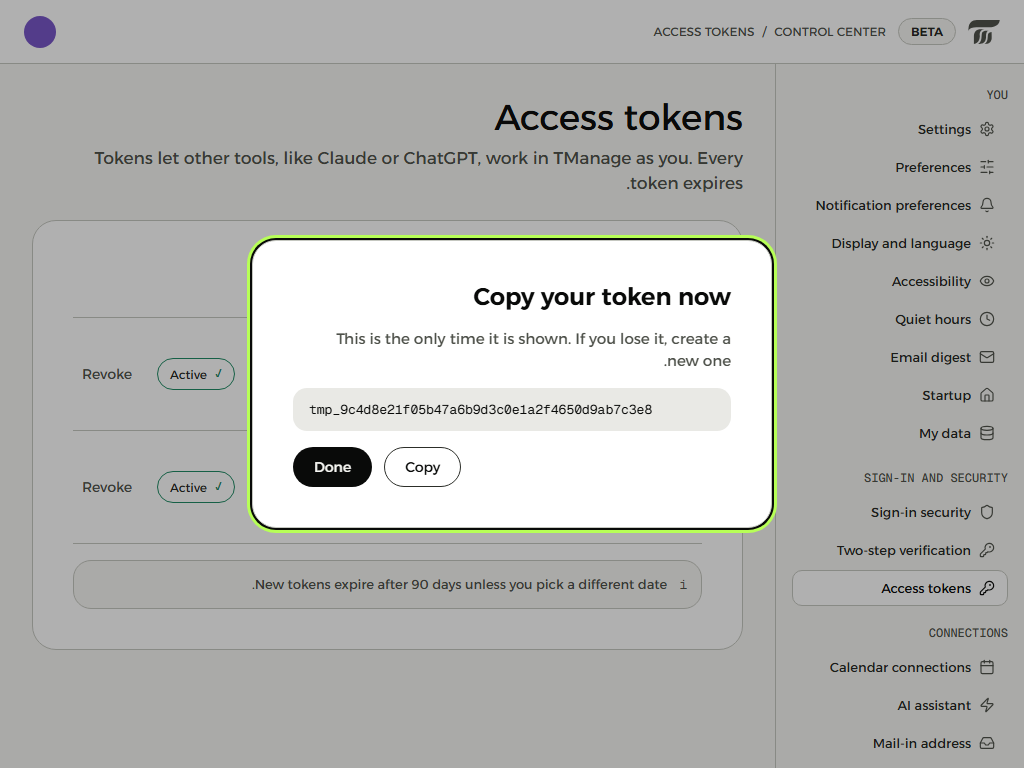 ACCESS TOKENS / CONTROL CENTER
BETA
YOU
Settings
Preferences
Notification preferences
Display and language
Accessibility
Quiet hours
Email digest
Startup
My data
SIGN-IN AND SECURITY
Sign-in security
Two-step verification
Access tokens
CONNECTIONS
Calendar connections
AI assistant
Mail-in address
Access tokens
Tokens let other tools, like Claude or ChatGPT, work in TManage as you. Every
.token expires
Revoke
Active ✓
Revoke
Active ✓
.New tokens expire after 90 days unless you pick a different date
Copy your token now
This is the only time it is shown. If you lose it, create a
.new one
tmp_9c4d8e21f05b47a6b9d3c0e1a2f4650d9ab7c3e8
Done
Copy